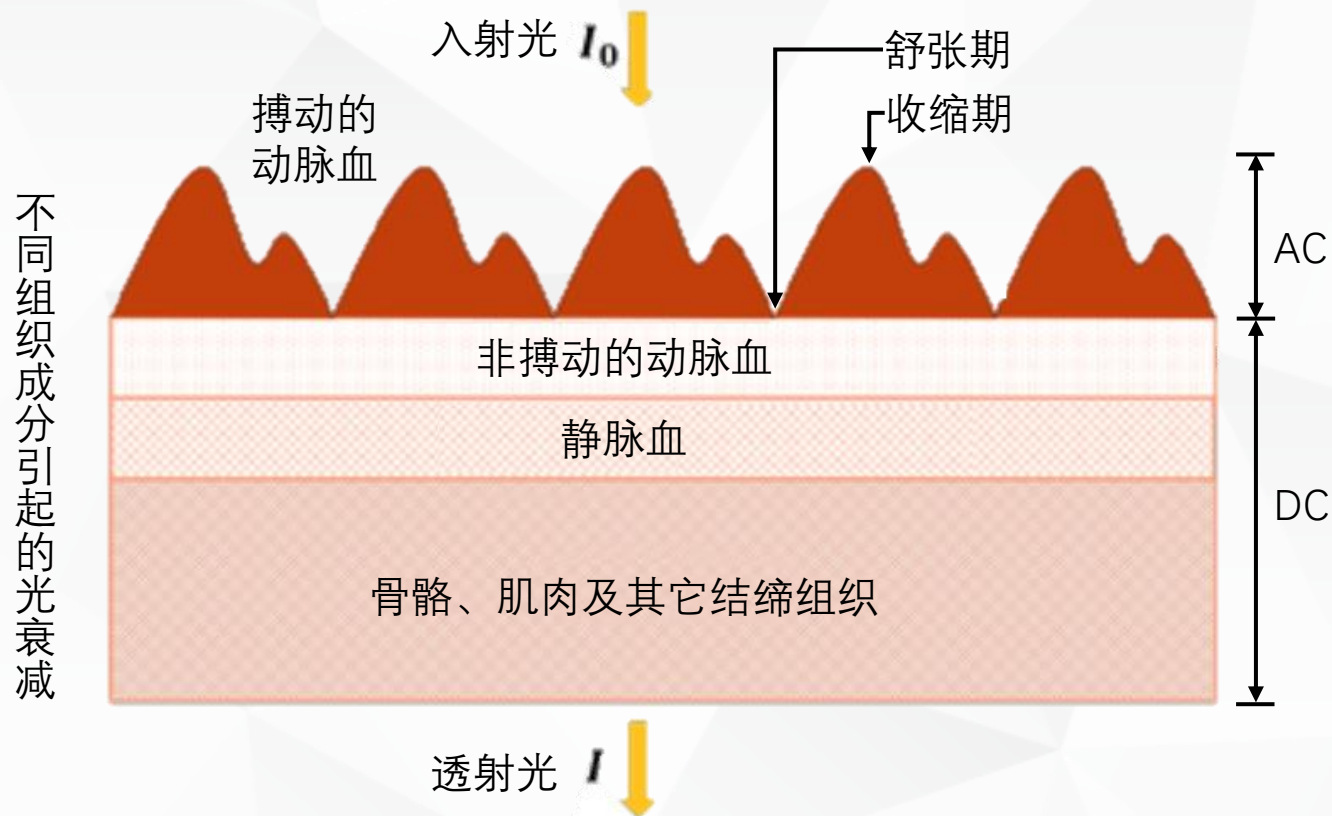 入射光 I₀
舒张期
收缩期
搏动的
动脉血
不同组织成分引起的光衰减
AC
非搏动的动脉血
静脉血
DC
骨骼、肌肉及其它结缔组织
透射光 I